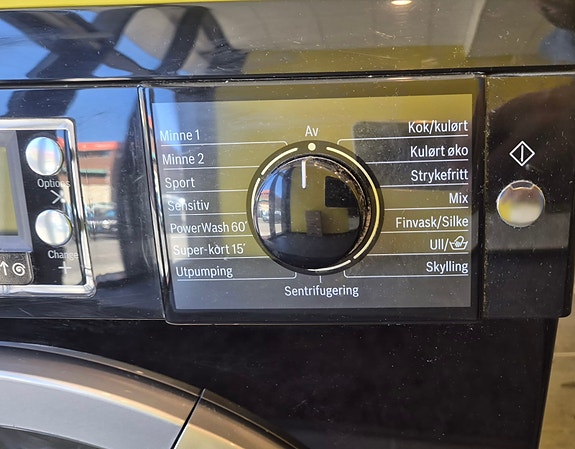 Options
Change
+
Av
Minne 1
Minne 2
Sport
Sensitiv
PowerWash 60′
Super-kort 15′
Utpumping
Sentrifugering
Kok/kulørt
Kulørt øko
Strykefritt
Mix
Finvask/Silke
Ull/
Skylling